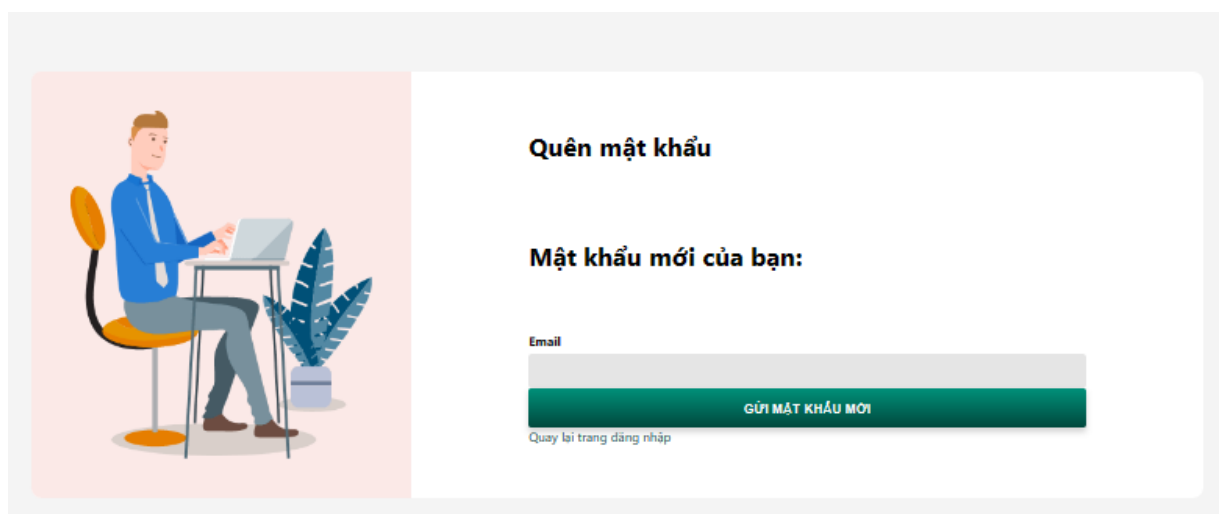 Quên mật khẩu
Mật khẩu mới của bạn:
Email
GỬI MẬT KHẨU MỚI
Quay lại trang đăng nhập